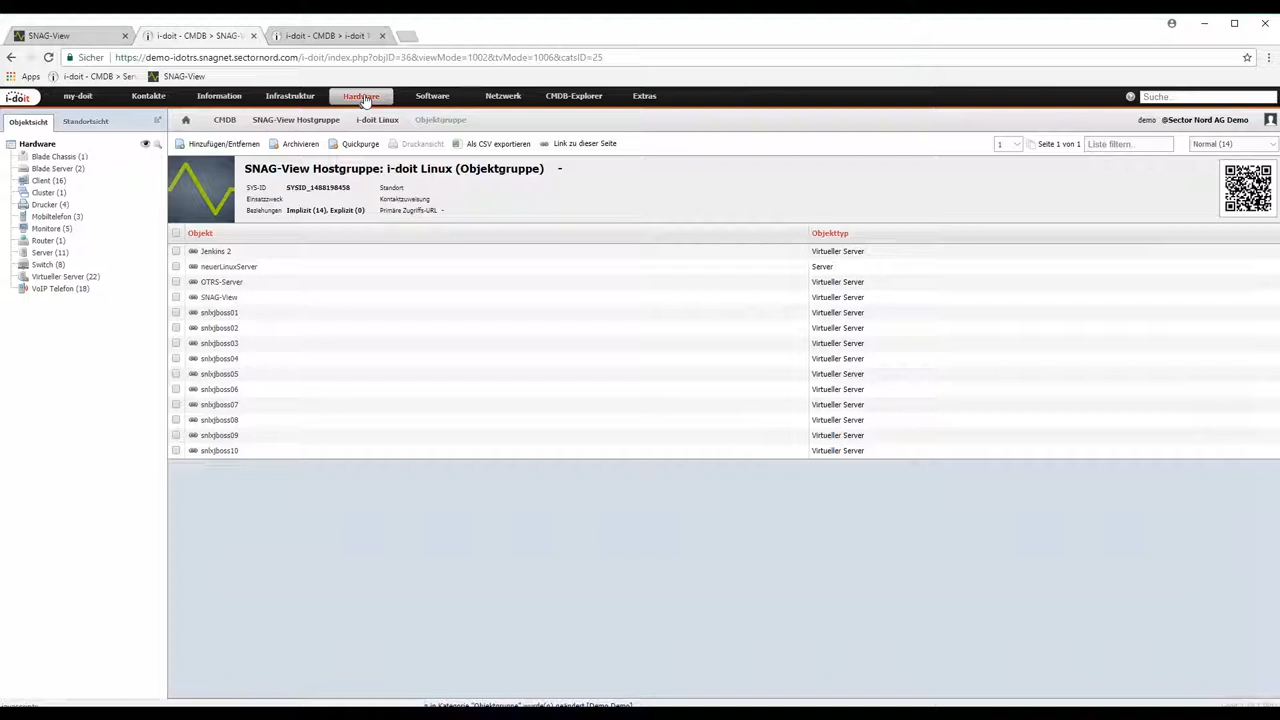 SNAG-View
i-doit - CMDB > SNAG-V
i-doit - CMDB > i-doit
Sicher | https://demo-idotrs.snagnet.sectornord.com/i-doit/index.php?objID=36&viewMode=1002&tvMode=1006&catsID=25
Apps i-doit - CMDB > Ser SNAG-View
i-doit my-doit Kontakte Information Infrastruktur Hardware Software Netzwerk CMDB-Explorer Extras Suche...
Objektsicht Standortsicht CMDB SNAG-View Hostgruppe i-doit Linux Objektgruppe demo @Sector Nord AG Demo
Hardware
Blade Chassis (1)
Blade Server (2)
Client (16)
Cluster (1)
Drucker (4)
Mobiltelefon (3)
Monitore (5)
Router (1)
Server (11)
Switch (8)
Virtueller Server (22)
VoIP Telefon (18)
Hinzufügen/Entfernen Archivieren Quickpurge Druckansicht Als CSV exportieren Link zu dieser Seite 1 Seite 1 von 1 Liste filtern.. Normal (14)
SNAG-View Hostgruppe: i-doit Linux (Objektgruppe) -
SYS-ID SYSID_1488198458 Standort
Einsatzzweck Kontaktzuweisung
Beziehungen Implizit (14), Explizit (0) Primäre Zugriffs-URL -
Objekt Objekttyp
Jenkins 2 Virtueller Server
neuerLinuxServer Server
OTRS-Server Virtueller Server
SNAG-View Virtueller Server
snlxjboss01 Virtueller Server
snlxjboss02 Virtueller Server
snlxjboss03 Virtueller Server
snlxjboss04 Virtueller Server
snlxjboss05 Virtueller Server
snlxjboss06 Virtueller Server
snlxjboss07 Virtueller Server
snlxjboss08 Virtueller Server
snlxjboss09 Virtueller Server
snlxjboss10 Virtueller Server
in Kategorie "Objektgruppe" wurde(n) geändert [Demo Demo]